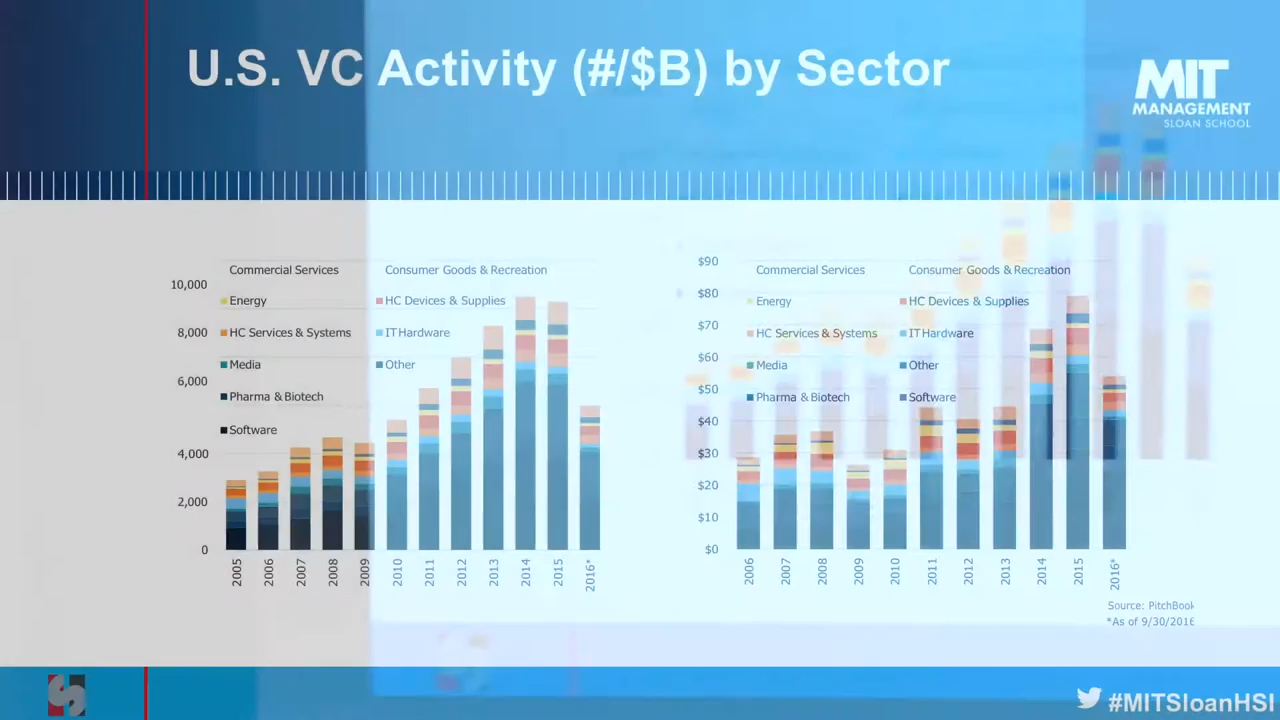 U.S. VC Activity (#/$B) by Sector
MIT
MANAGEMENT
SLOAN SCHOOL
Commercial Services
Consumer Goods & Recreation
Energy
HC Devices & Supplies
HC Services & Systems
IT Hardware
Media
Other
Pharma & Biotech
Software
10,000
8,000
6,000
4,000
2,000
0
2005
2006
2007
2008
2009
2010
2011
2012
2013
2014
2015
2016*
$90
$80
$70
$60
$50
$40
$30
$20
$10
$0
Commercial Services
Consumer Goods & Recreation
Energy
HC Devices & Supplies
HC Services & Systems
IT Hardware
Media
Other
Pharma & Biotech
Software
2006
2007
2008
2009
2010
2011
2012
2013
2014
2015
2016*
Source: PitchBook
*As of 9/30/2016
#MITSloanHSI